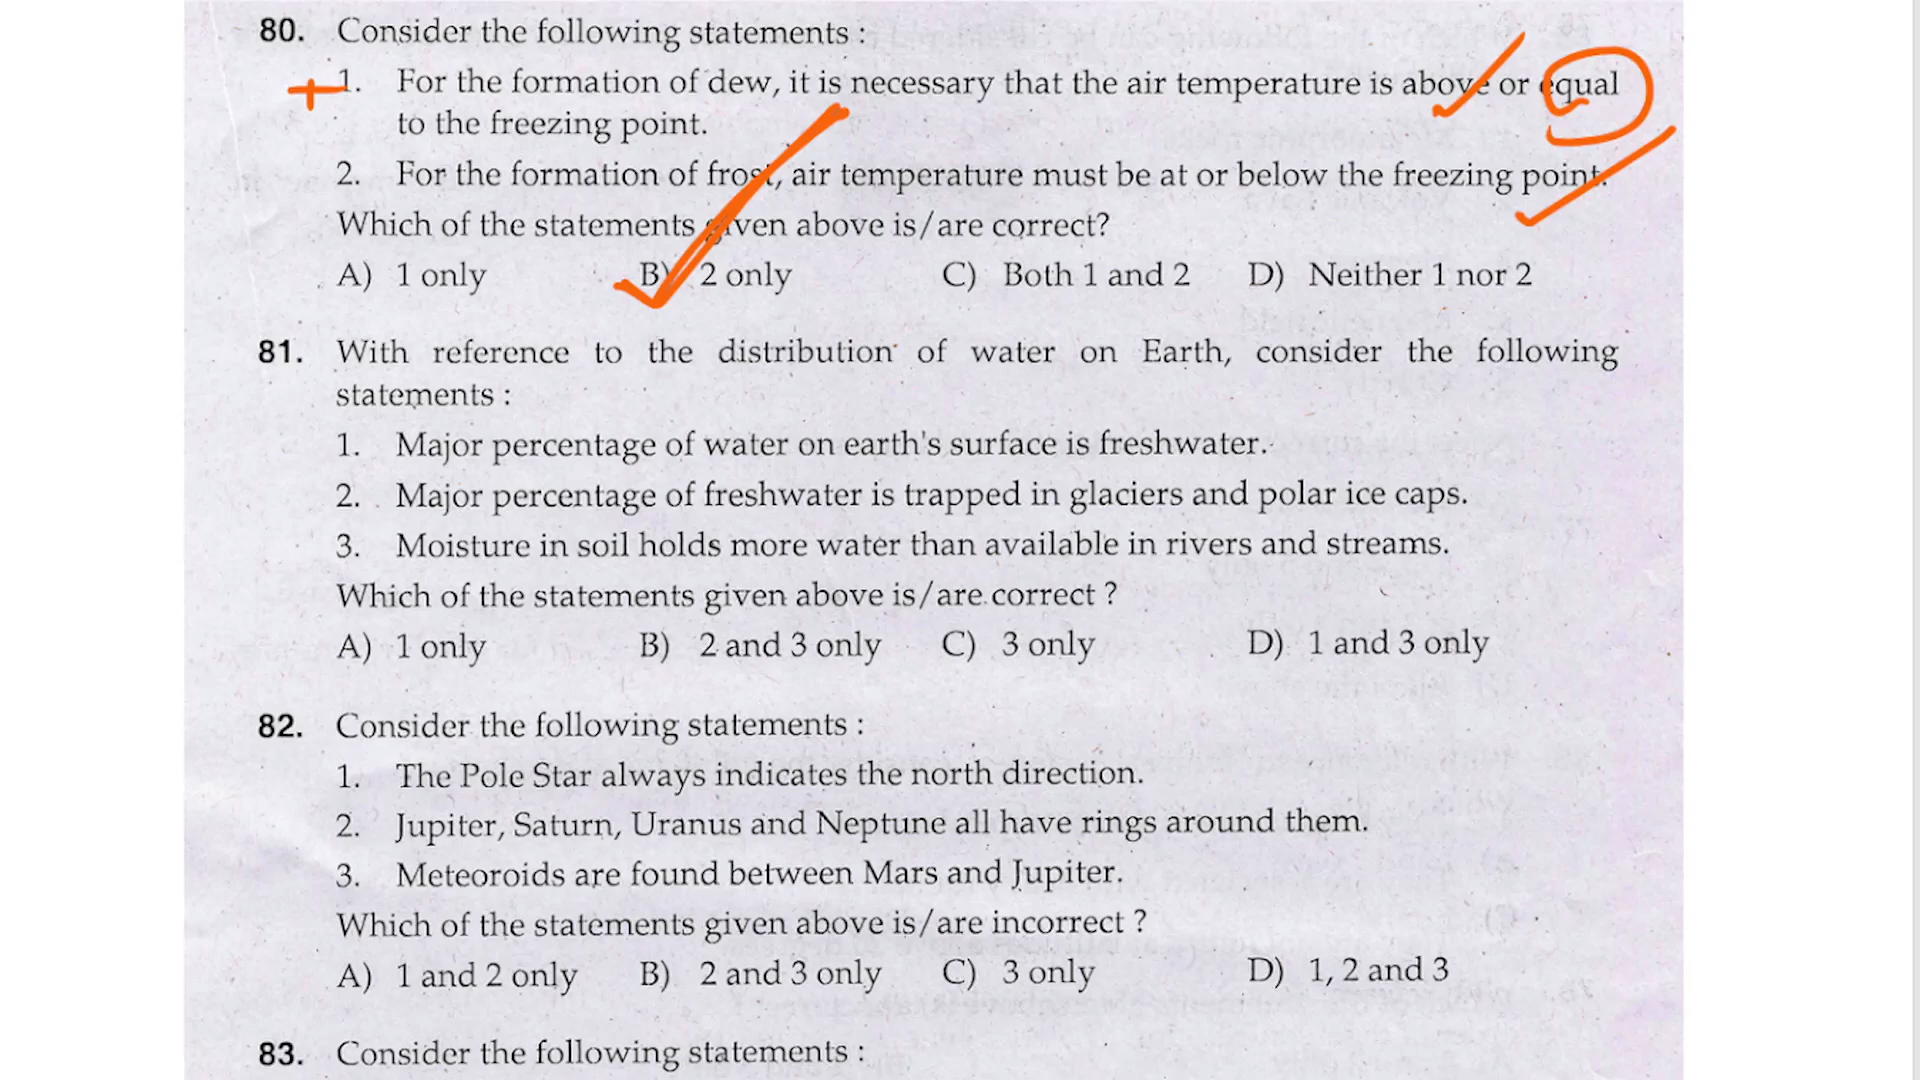 80. Consider the following statements :
1. For the formation of dew, it is necessary that the air temperature is above or equal
to the freezing point.
2. For the formation of frost, air temperature must be at or below the freezing point.
Which of the statements given above is/are correct?
A) 1 only B) 2 only C) Both 1 and 2 D) Neither 1 nor 2
81. With reference to the distribution of water on Earth, consider the following
statements :
1. Major percentage of water on earth's surface is freshwater.
2. Major percentage of freshwater is trapped in glaciers and polar ice caps.
3. Moisture in soil holds more water than available in rivers and streams.
Which of the statements given above is/are correct ?
A) 1 only B) 2 and 3 only C) 3 only D) 1 and 3 only
82. Consider the following statements :
1. The Pole Star always indicates the north direction.
2. Jupiter, Saturn, Uranus and Neptune all have rings around them.
3. Meteoroids are found between Mars and Jupiter.
Which of the statements given above is/are incorrect ?
A) 1 and 2 only B) 2 and 3 only C) 3 only D) 1, 2 and 3
83. Consider the following statements :